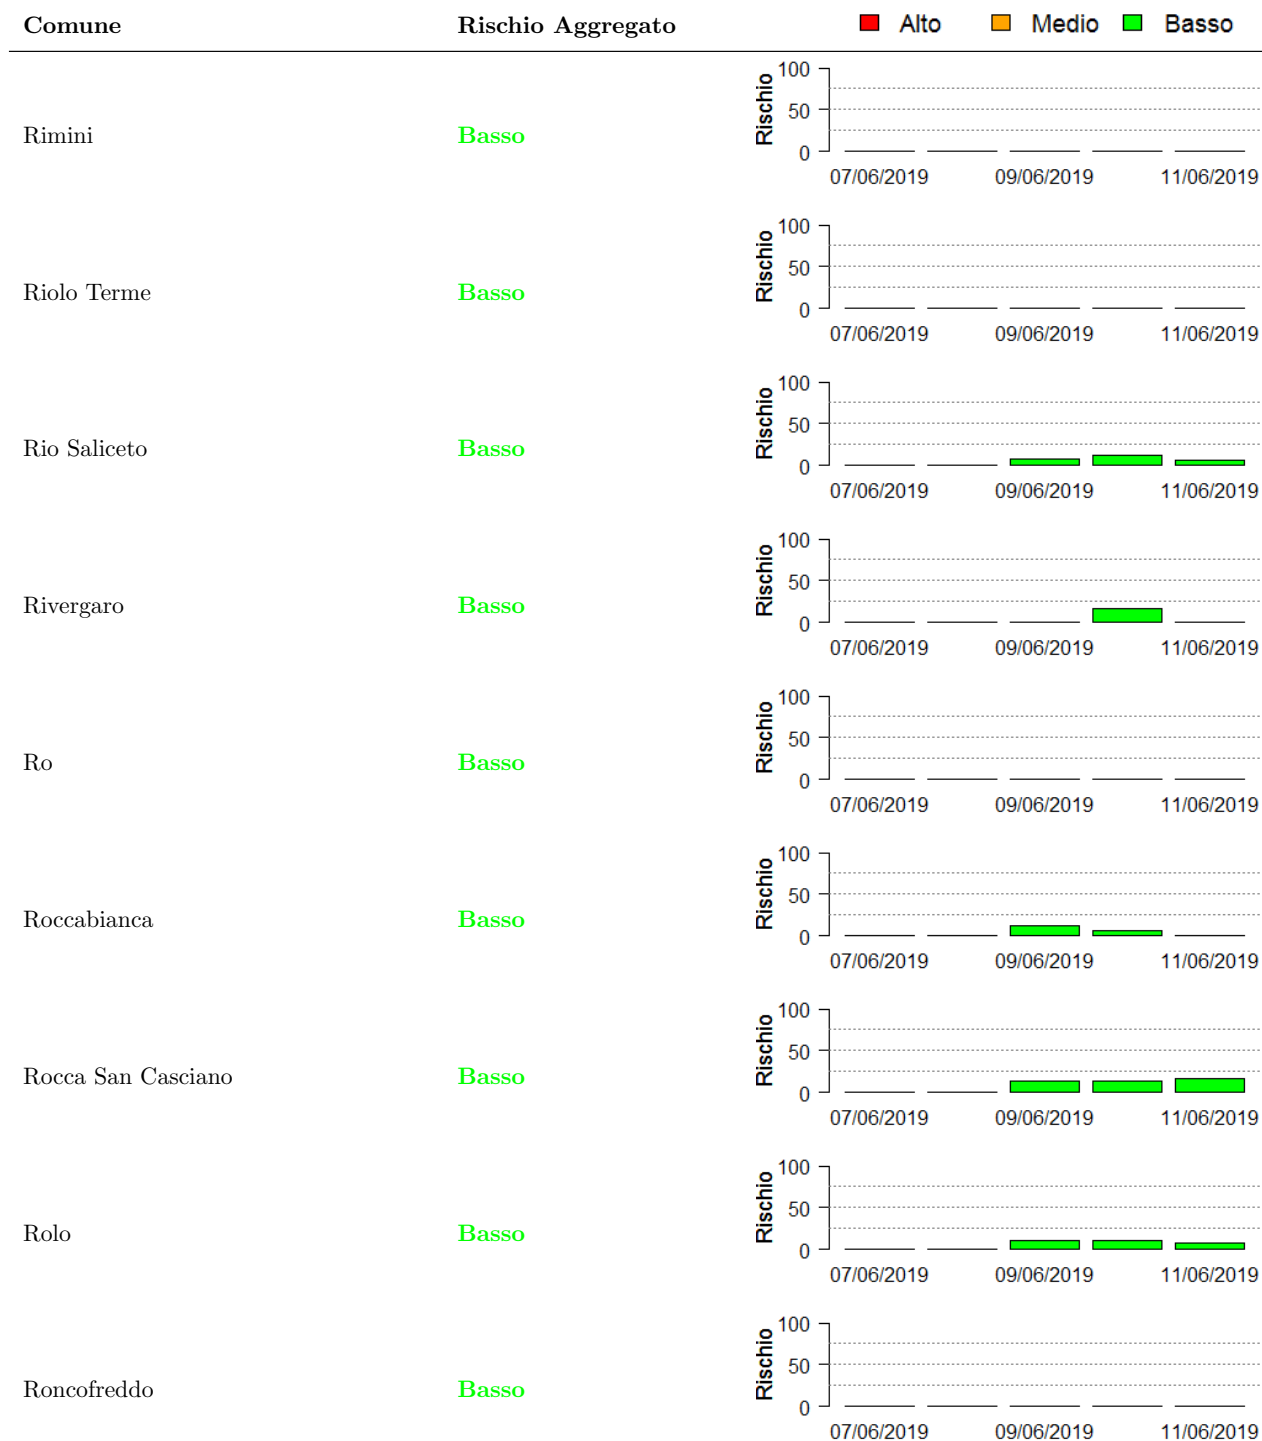 Comune Rischio Aggregato Alto Medio Basso
100
Rischio
50
Rimini Basso
0
07/06/2019 09/06/2019 11/06/2019
100
Rischio
50
Riolo Terme Basso
0
07/06/2019 09/06/2019 11/06/2019
100
Rischio
50
Rio Saliceto Basso
0
07/06/2019 09/06/2019 11/06/2019
100
Rischio
50
Rivergaro Basso
0
07/06/2019 09/06/2019 11/06/2019
100
Rischio
50
Ro Basso
0
07/06/2019 09/06/2019 11/06/2019
100
Rischio
50
Roccabianca Basso
0
07/06/2019 09/06/2019 11/06/2019
100
Rischio
50
Rocca San Casciano Basso
0
07/06/2019 09/06/2019 11/06/2019
100
Rischio
50
Rolo Basso
0
07/06/2019 09/06/2019 11/06/2019
100
Rischio
50
Roncofreddo Basso
0
07/06/2019 09/06/2019 11/06/2019